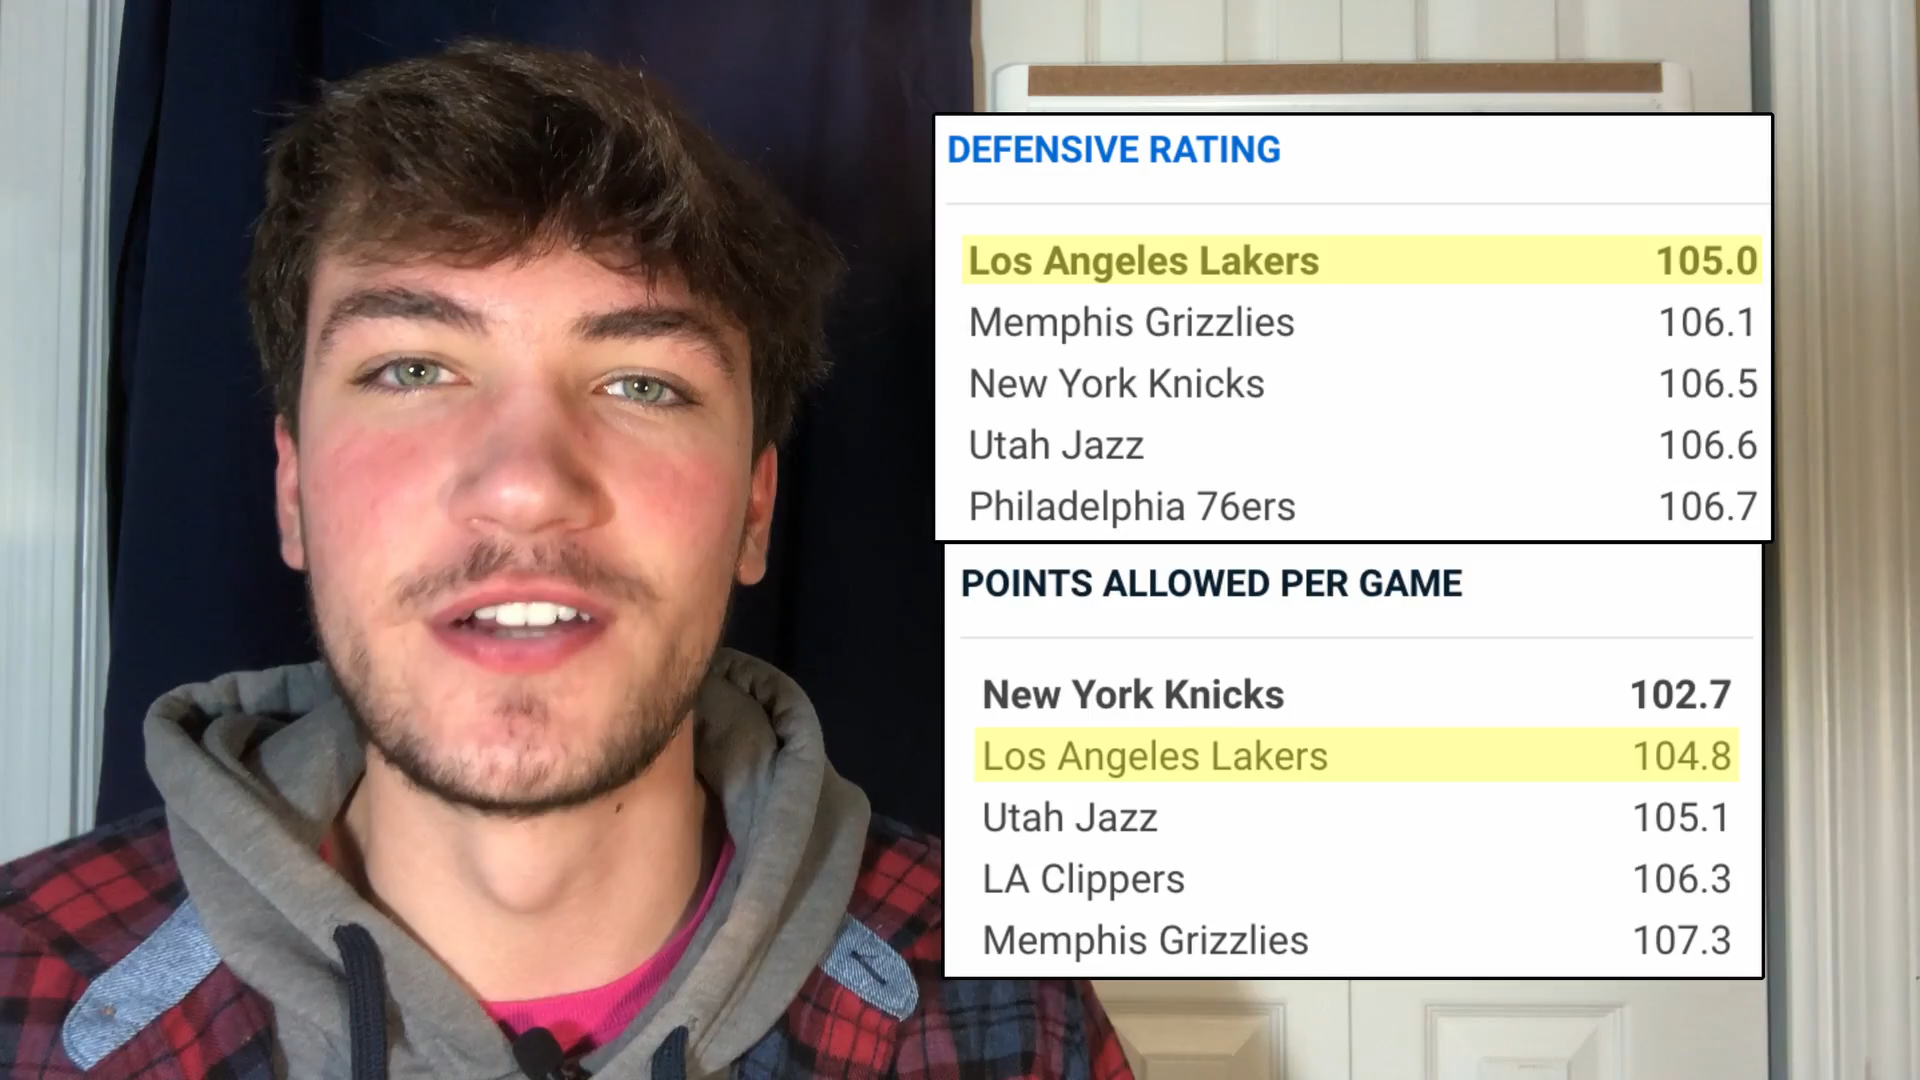 DEFENSIVE RATING
Los Angeles Lakers 105.0
Memphis Grizzlies 106.1
New York Knicks 106.5
Utah Jazz 106.6
Philadelphia 76ers 106.7
POINTS ALLOWED PER GAME
New York Knicks 102.7
Los Angeles Lakers 104.8
Utah Jazz 105.1
LA Clippers 106.3
Memphis Grizzlies 107.3